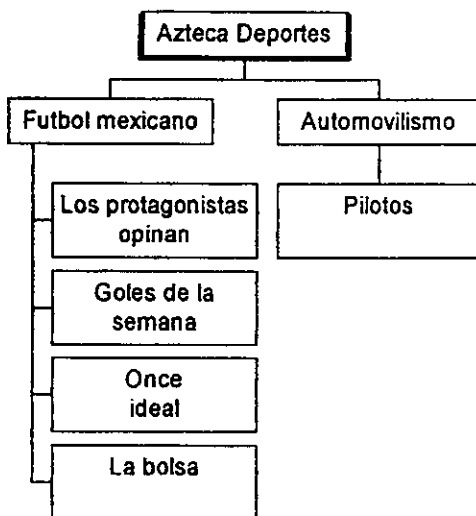 Azteca Deportes
Futbol mexicano
Automovilismo
Los protagonistas
opinan
Pilotos
Goles de la
semana
Once
ideal
La bolsa